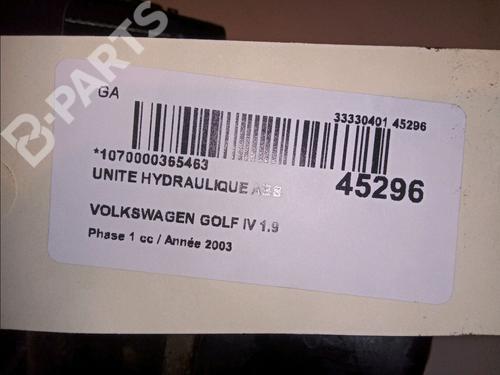 B-PARTS
GA
33330401 45296
*1070000365463
UNITE HYDRAULIQUE ABS
45296
VOLKSWAGEN GOLF IV 1.9
Phase 1 cc / Année 2003